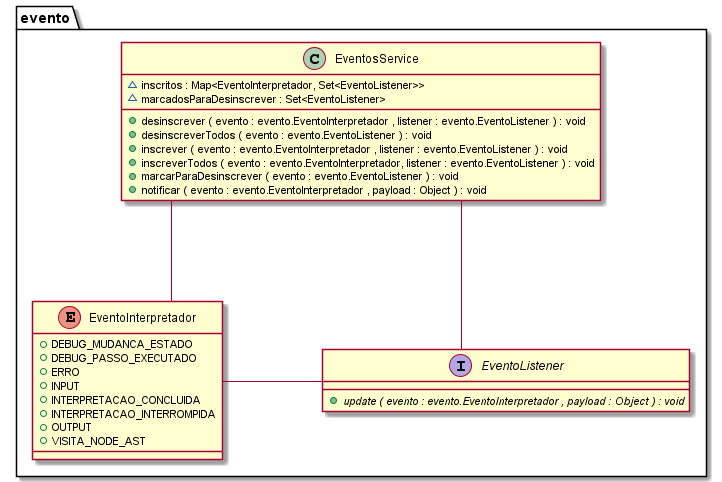 evento
C EventosService
inscritos : Map<EventoInterpretador, Set<EventoListener>>
marcadosParaDesinscrever : Set<EventoListener>
desinscrever ( evento : evento.EventoInterpretador , listener : evento.EventoListener ) : void
desinscreverTodos ( evento : evento.EventoListener ) : void
inscrever ( evento : evento.EventoInterpretador , listener : evento.EventoListener ) : void
inscreverTodos ( evento : evento.EventoInterpretador, listener : evento.EventoListener ) : void
marcarParaDesinscrever ( evento : evento.EventoListener ) : void
notificar ( evento : evento.EventoInterpretador , payload : Object ) : void
E EventoInterpretador
DEBUG_MUDANCA_ESTADO
DEBUG_PASSO_EXECUTADO
ERRO
INPUT
INTERPRETACAO_CONCLUIDA
INTERPRETACAO_INTERROMPIDA
OUTPUT
VISITA_NODE_AST
I EventoListener
update ( evento : evento.EventoInterpretador , payload : Object ) : void